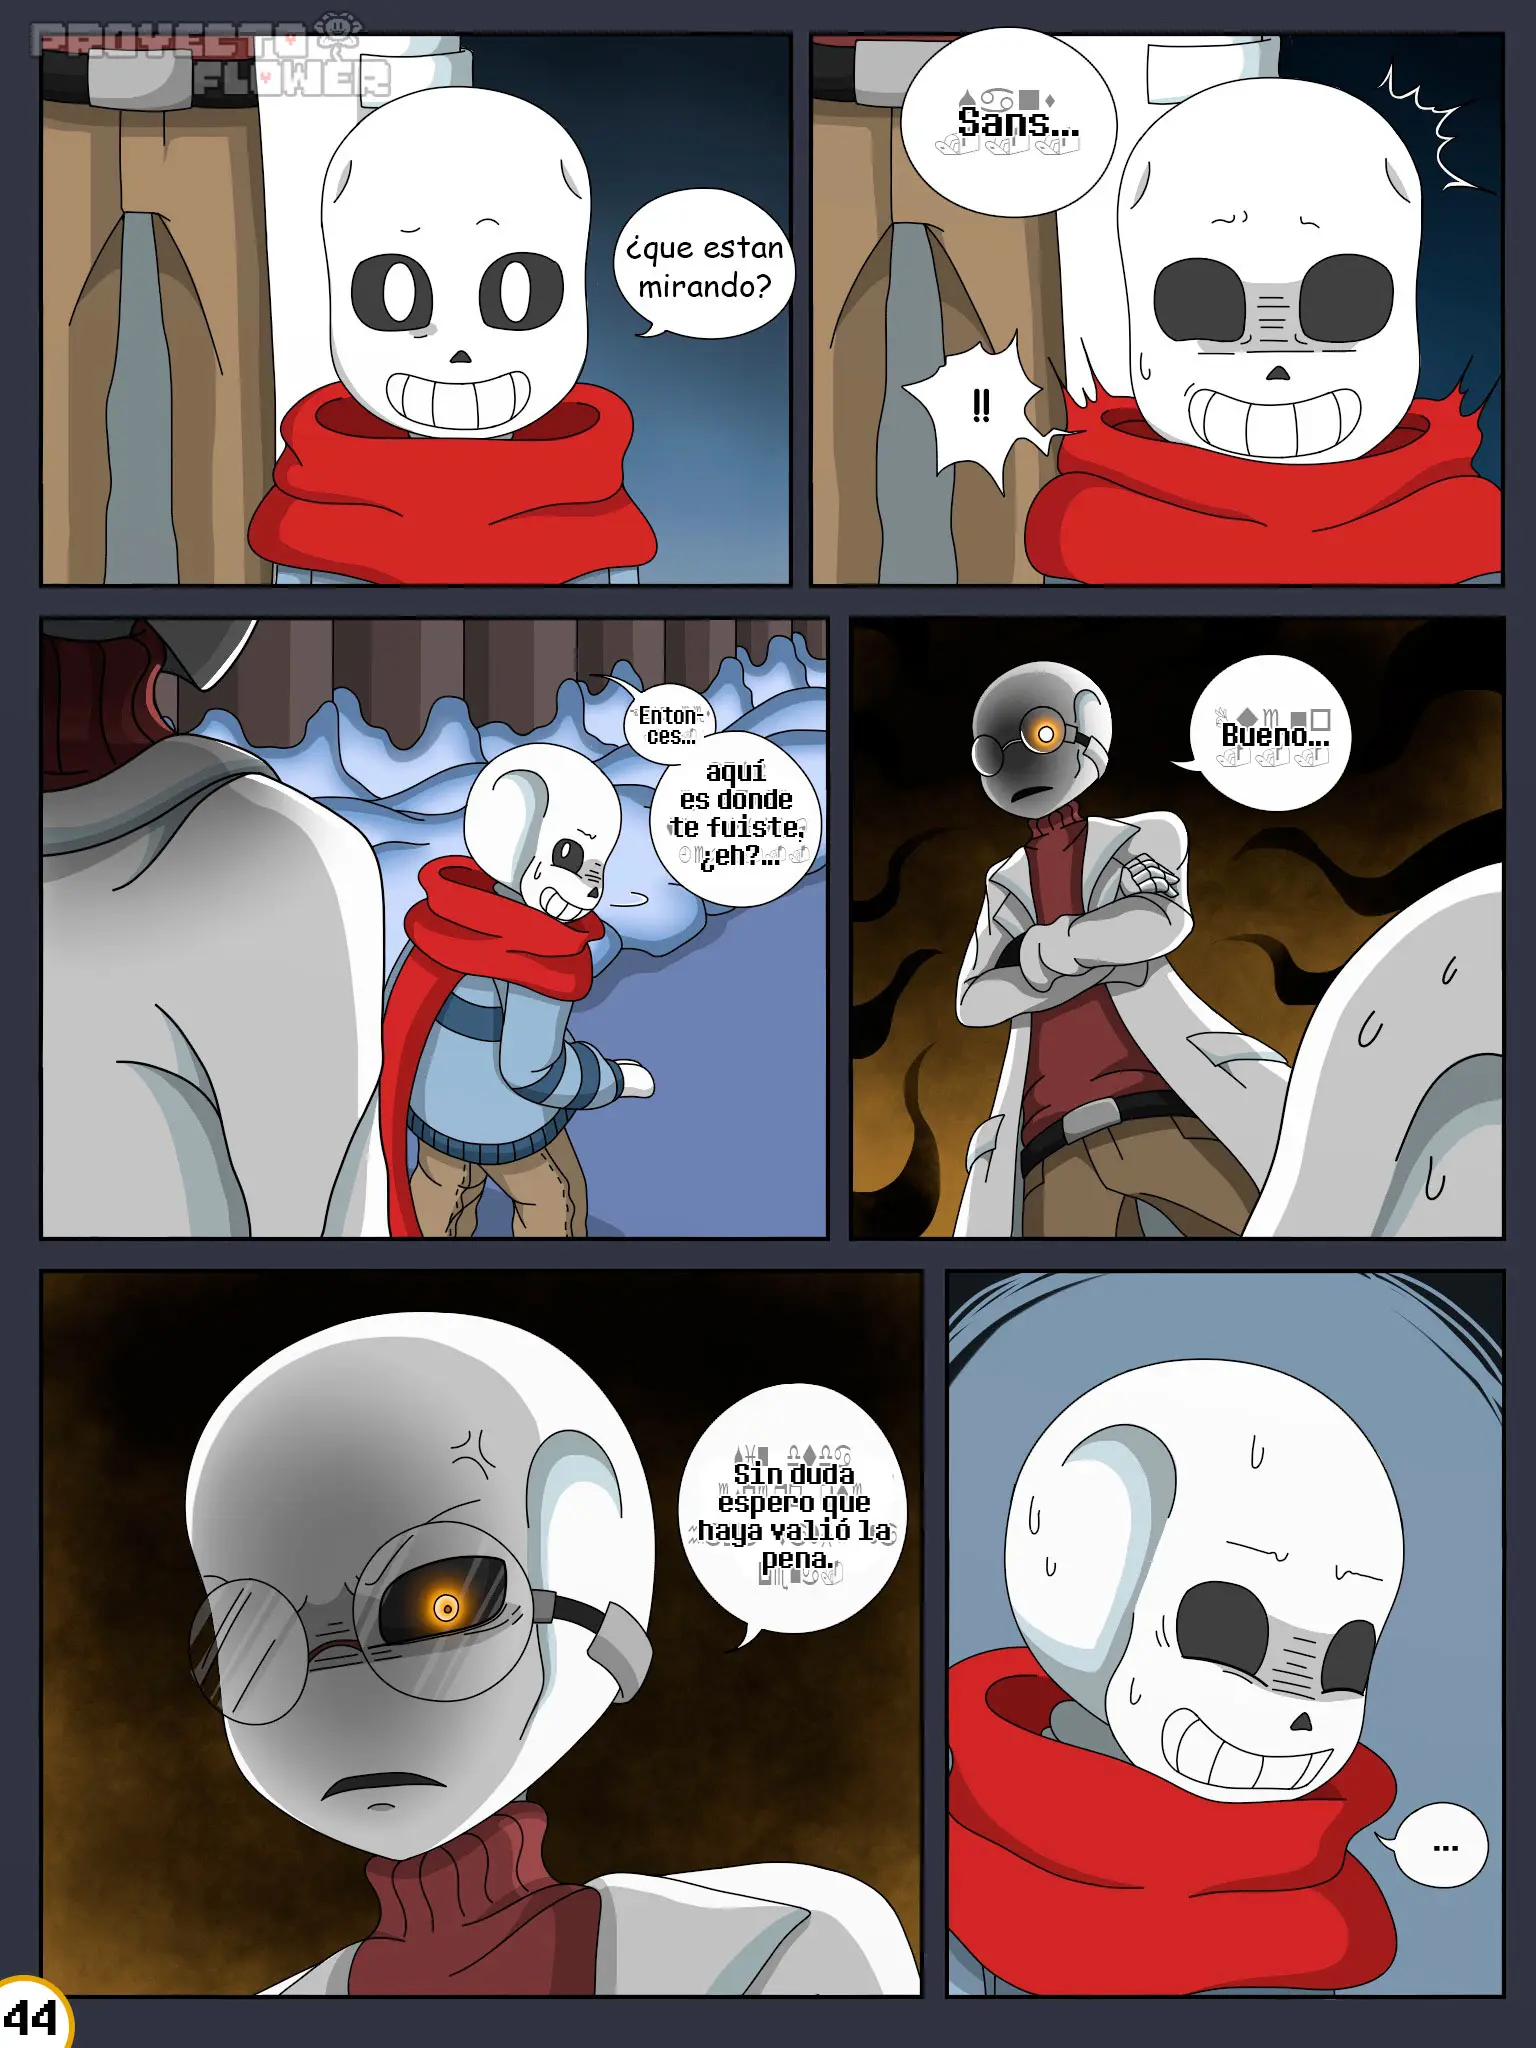 PROYECTO
FLOWER
¿que estan
mirando?
Sans...
!!
Enton-
ces...
aquí
es donde
te fuiste,
¿eh?...
Bueno...
Sin duda
espero que
haya valió la
pena.
...
44